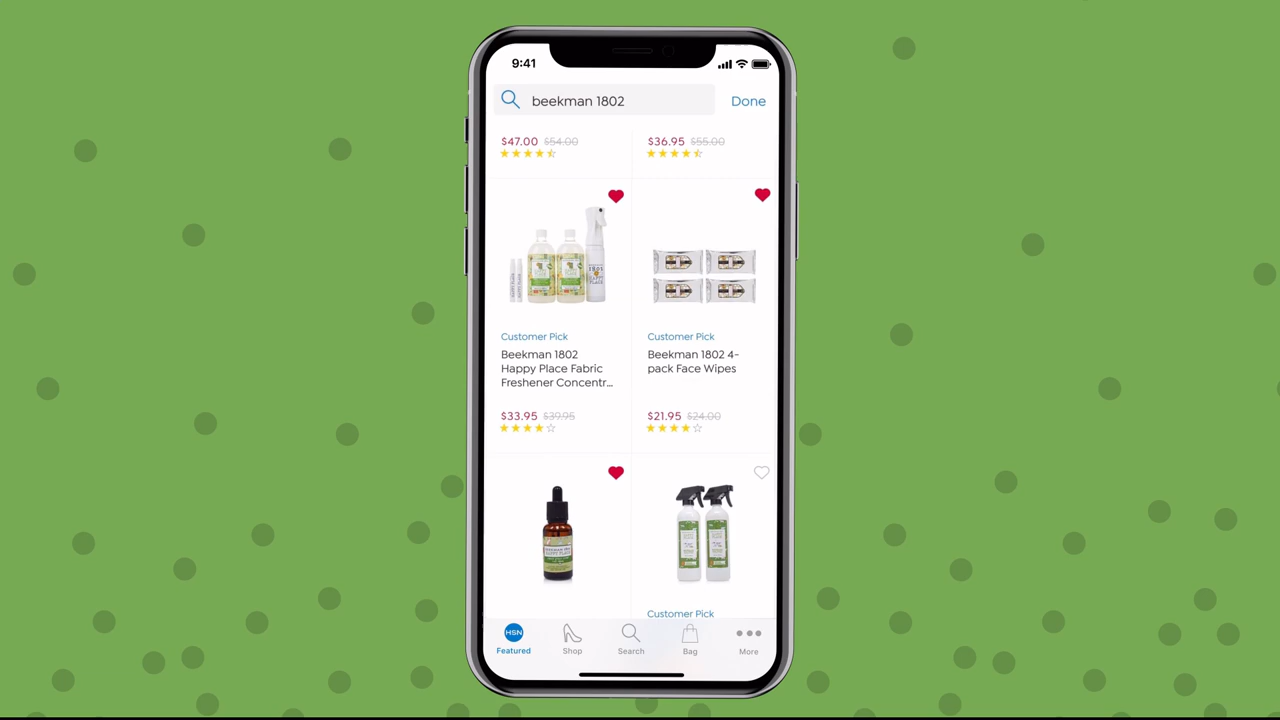 9:41
beekman 1802
Done
$47.00 $54.00
$36.95 $55.00
Customer Pick
Beekman 1802
Happy Place Fabric
Freshener Concentr...
$33.95 $39.95
Customer Pick
Beekman 1802 4-
pack Face Wipes
$21.95 $24.00
Customer Pick
HSN
Featured
Shop
Search
Bag
More